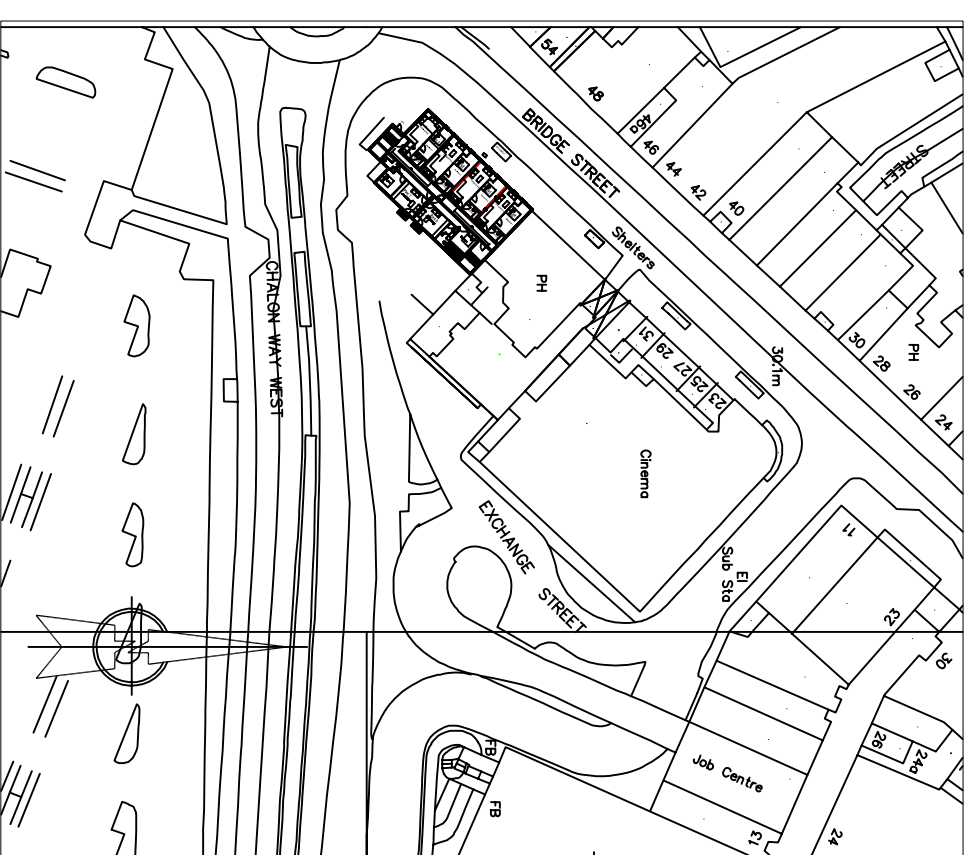 54
48
46a
46
44
42
40
STREET
BRIDGE STREET
Shelters
PH
30
28
PH
26
24
CHALON WAY WEST
31
29
27
25
23
30.1m
Cinema
EXCHANGE
STREET
El
Sub Sta
11
23
30
26
24a
Job Centre
FB
FB
13
24